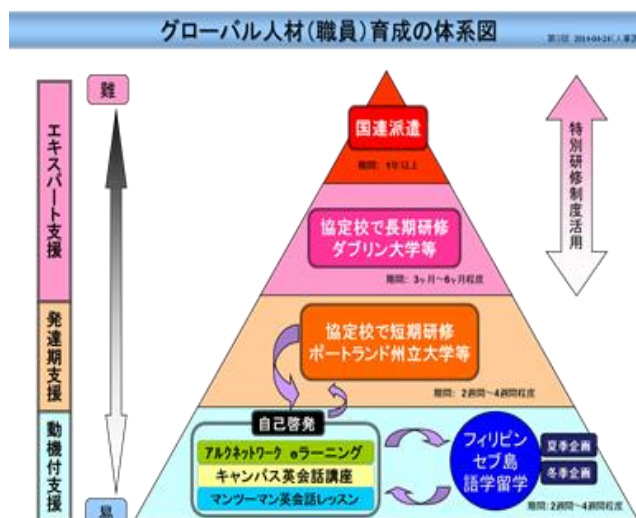 グローバル人材（職員）育成の体系図
難
エキスパート支援
国連派遣
期間： 1年以上
特別研修制度活用
協定校で長期研修
ダブリン大学等
期間： 3ヶ月～6ヶ月程度
発達期支援
協定校で短期研修
ポートランド州立大学等
期間： 2週間～4週間程度
動機付支援
自己啓発
アルクネットワーク eラーニング
キャンパス英会話講座
マンツーマン英会話レッスン
フィリピン
セブ島
語学留学
夏季企画
冬季企画
期間： 2週間～4週間程度
易